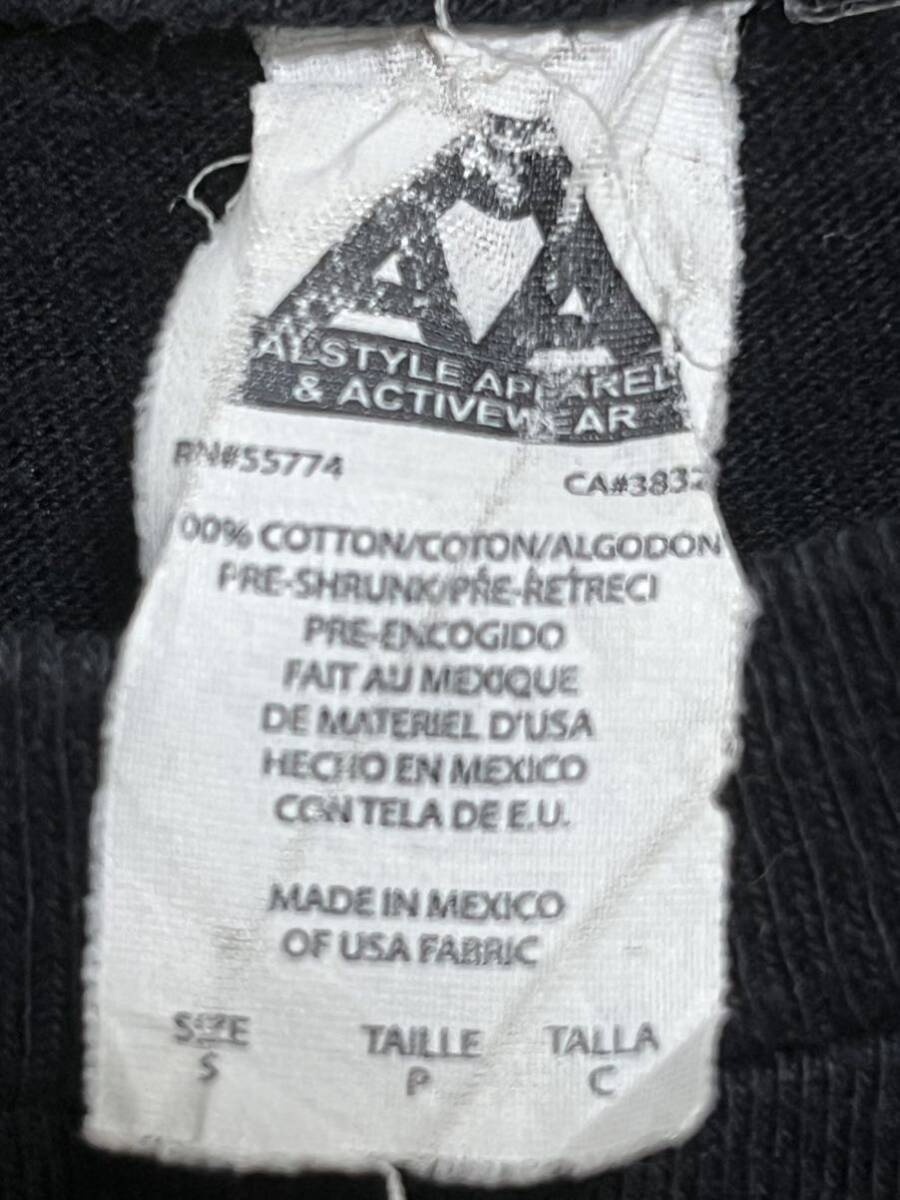 ALSTYLE APPAREL
& ACTIVEWEAR
RN#55774 CA#3832
00% COTTON/COTON/ALGODON
PRE-SHRUNK/PRÉ-RETRECI
PRE-ENCOGIDO
FAIT AU MEXIQUE
DE MATERIEL D'USA
HECHO EN MEXICO
CON TELA DE E.U.
MADE IN MEXICO
OF USA FABRIC
SIZE TAILLE TALLA
S P C